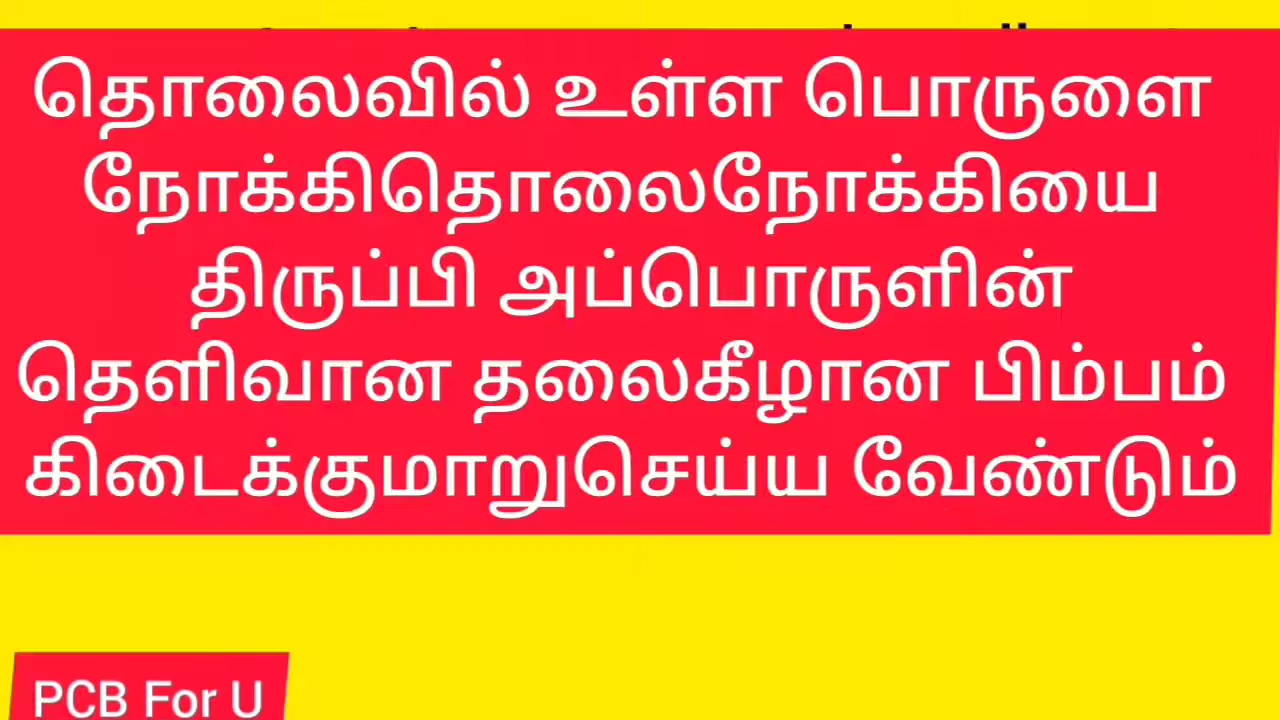 தொலைவில் உள்ள பொருளை
நோக்கிதொலைநோக்கியை
திருப்பி அப்பொருளின்
தெளிவான தலைகீழான பிம்பம்
கிடைக்குமாறுசெய்ய வேண்டும்
PCB For U